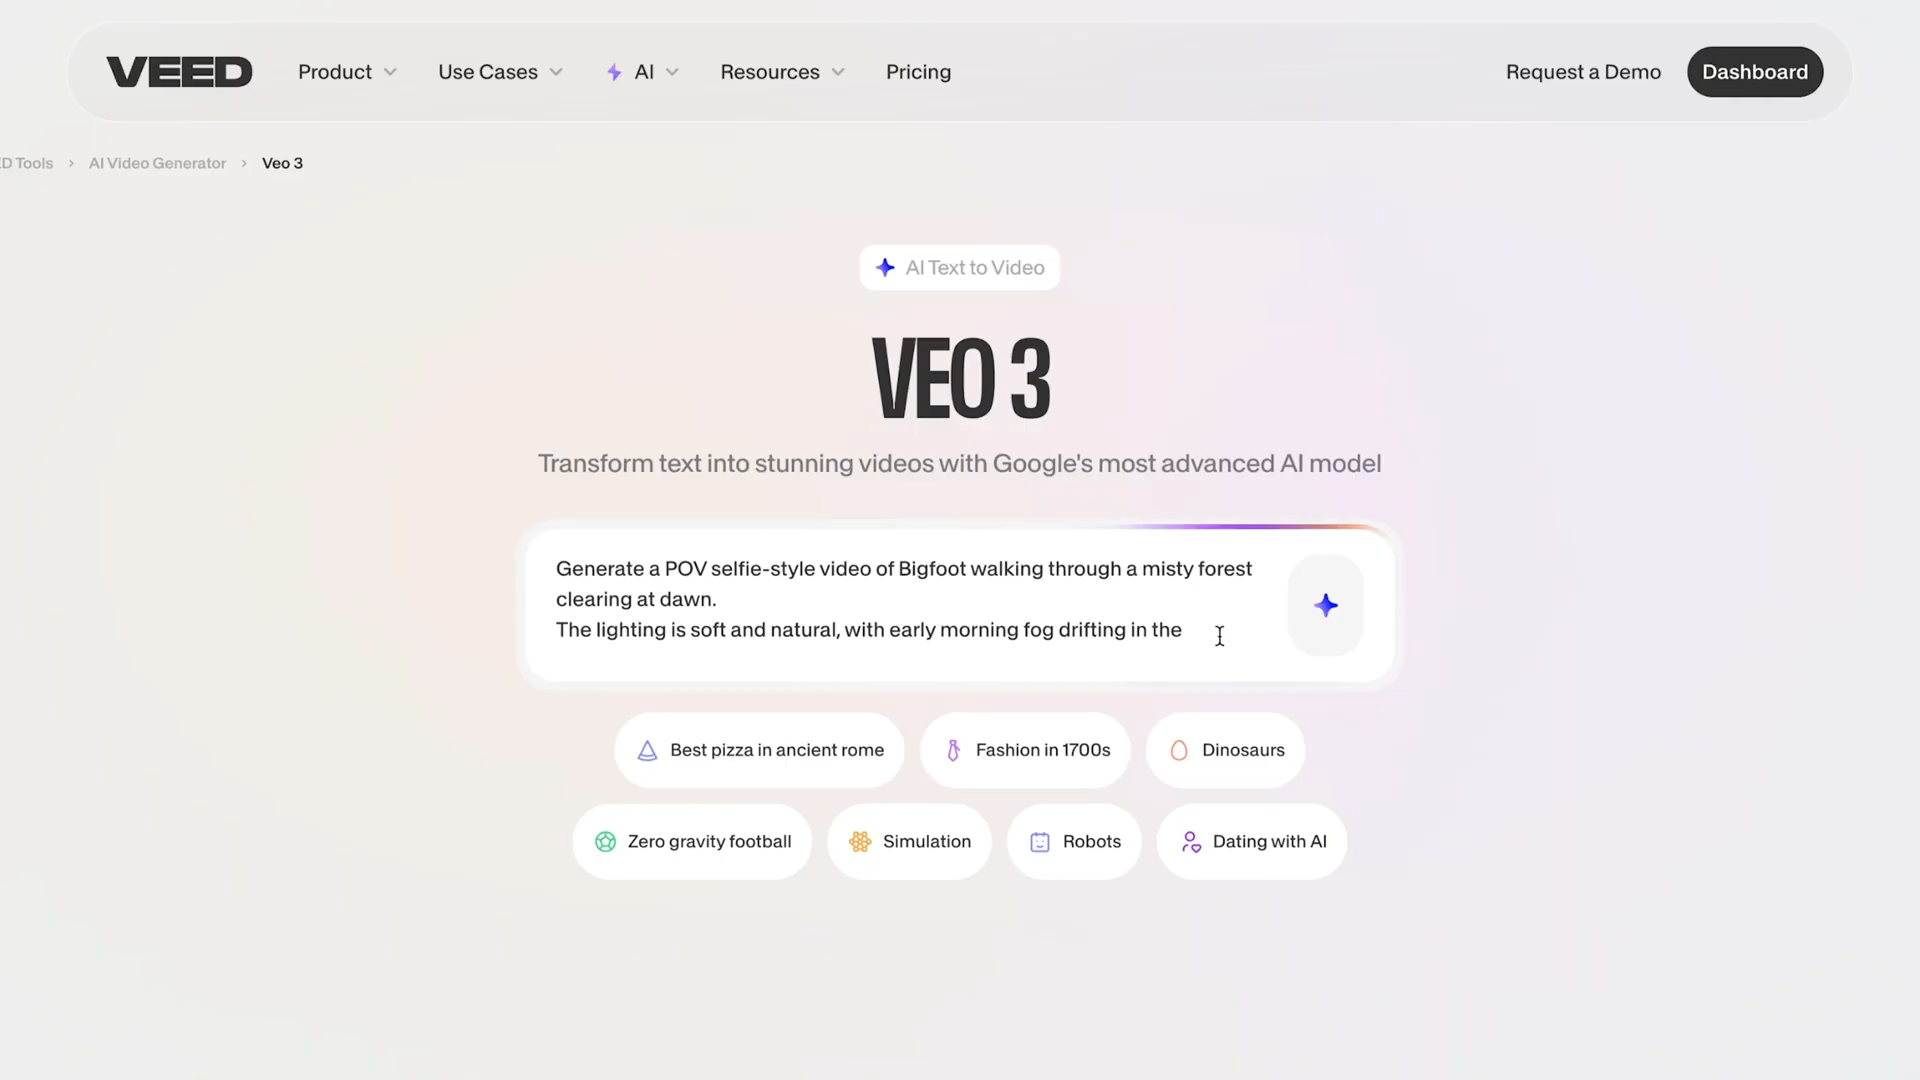 VEED
Product
Use Cases
AI
Resources
Pricing
Request a Demo
Dashboard
D Tools > AI Video Generator > Veo 3
AI Text to Video
VEO 3
Transform text into stunning videos with Google's most advanced AI model
Generate a POV selfie-style video of Bigfoot walking through a misty forest
clearing at dawn.
The lighting is soft and natural, with early morning fog drifting in the
Best pizza in ancient rome
Fashion in 1700s
Dinosaurs
Zero gravity football
Simulation
Robots
Dating with AI